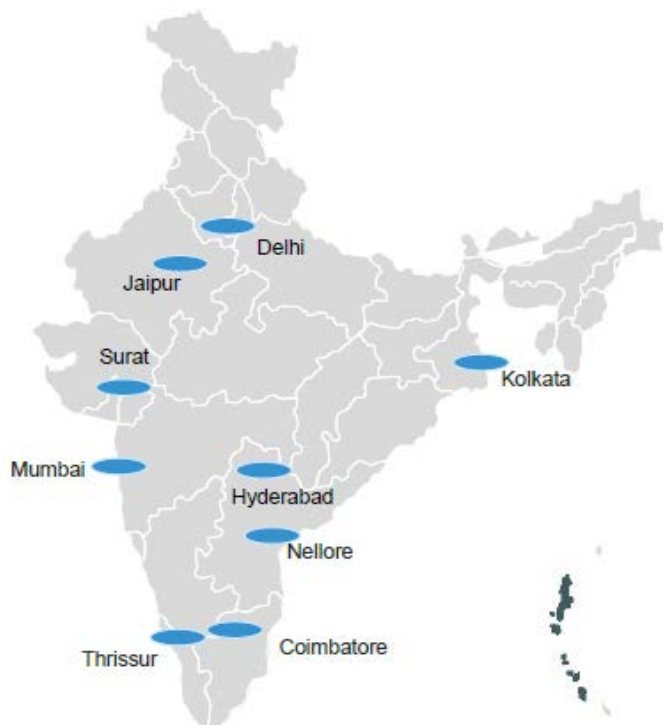 Delhi
Jaipur
Surat
Kolkata
Mumbai
Hyderabad
Nellore
Coimbatore
Thrissur